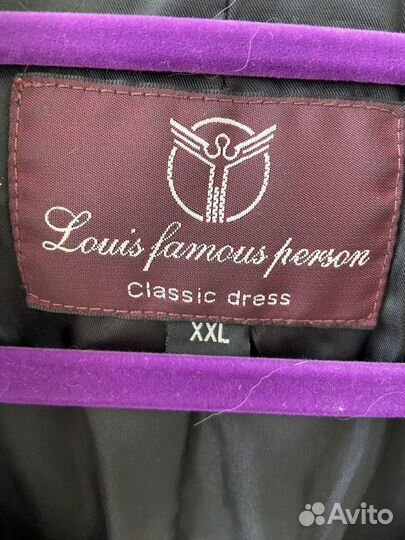 Louis famous person
Classic dress
XXL
Avito